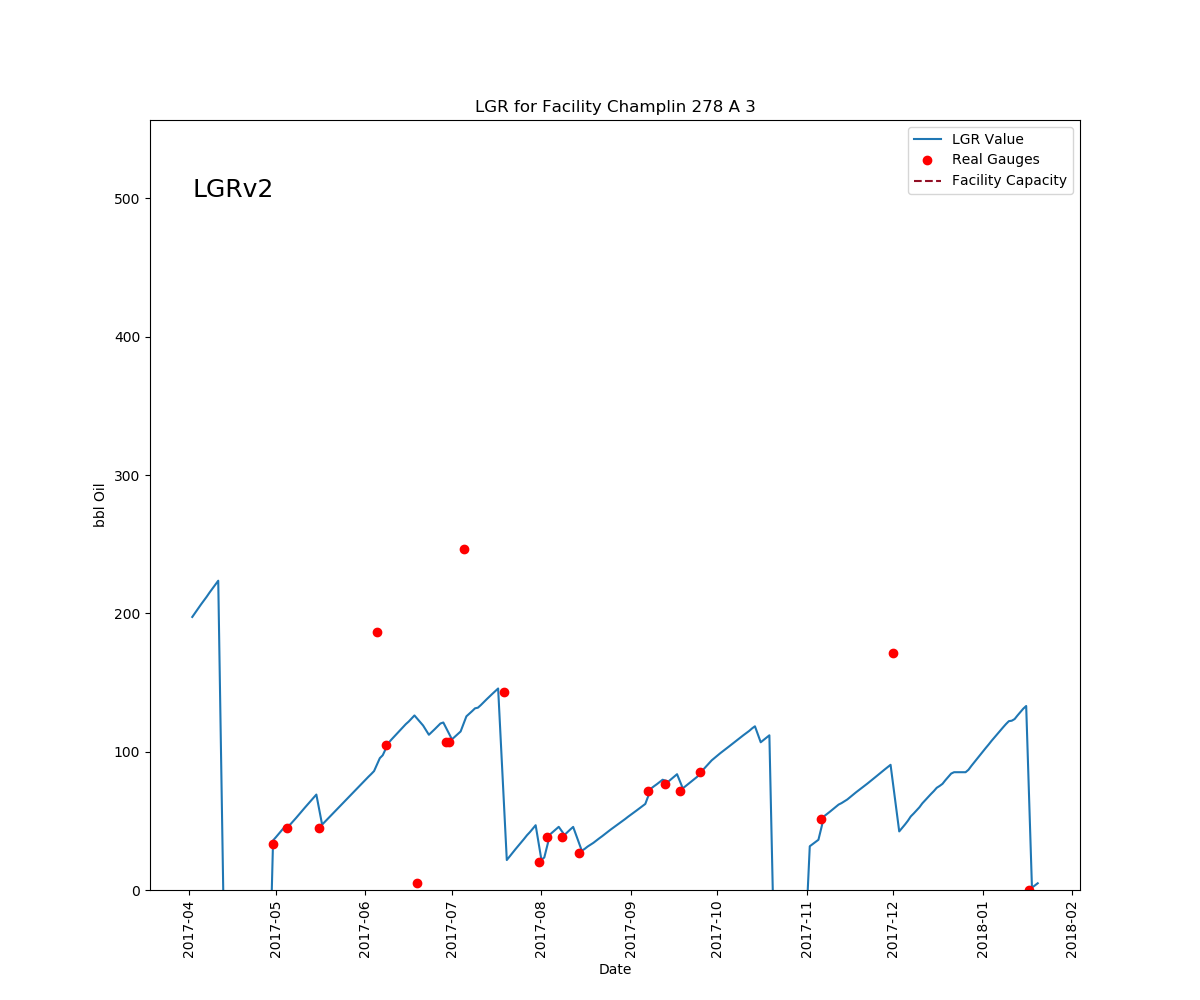 LGR for Facility Champlin 278 A 3
LGRv2
LGR Value
Real Gauges
Facility Capacity
bbl Oil
500
400
300
200
100
0
2017-04
2017-05
2017-06
2017-07
2017-08
2017-09
2017-10
2017-11
2017-12
2018-01
2018-02
Date